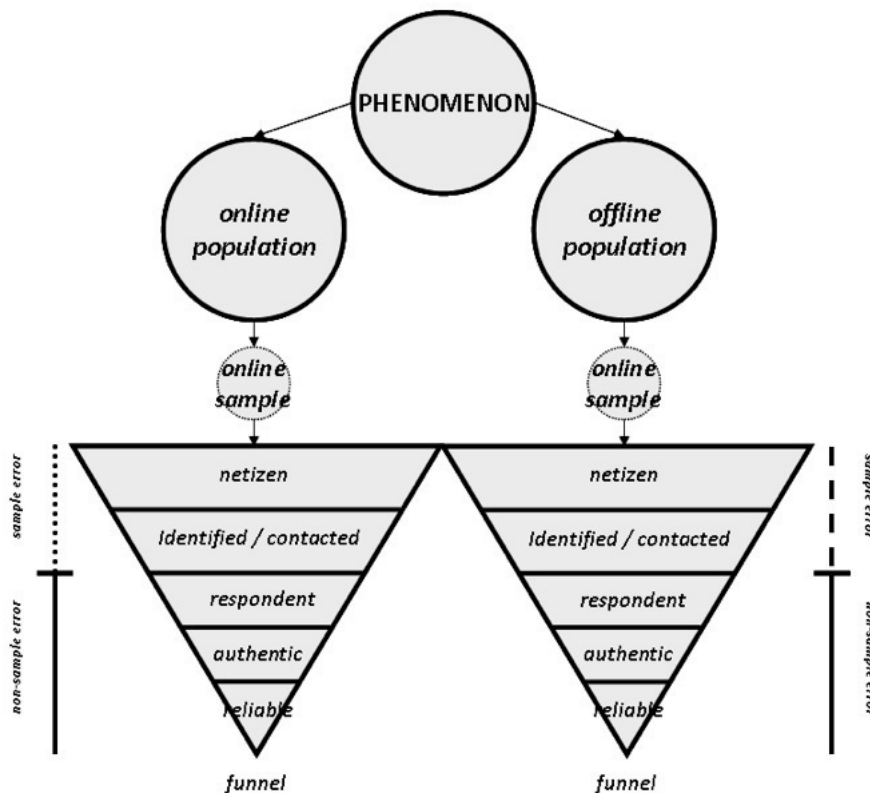 PHENOMENON
online
population
offline
population
online
sample
online
sample
sample error
netizen
netizen
sample error
Identified / contacted
Identified / contacted
non-sample error
respondent
respondent
non-sample error
authentic
authentic
reliable
reliable
funnel
funnel